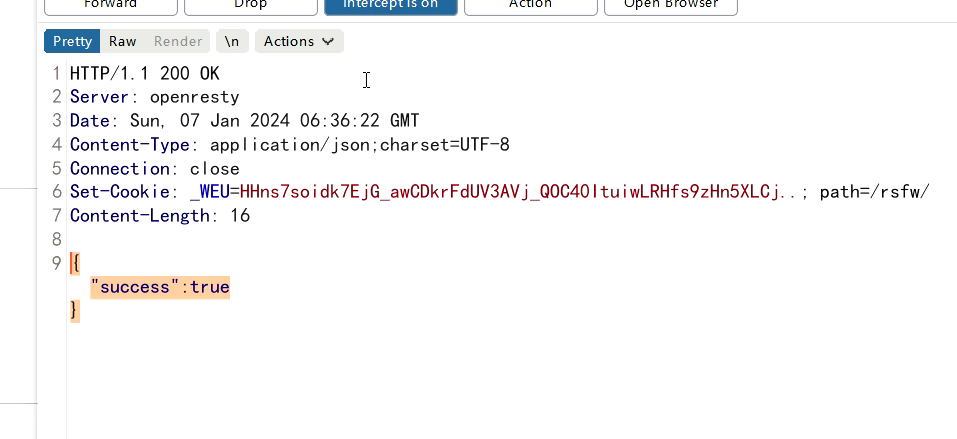 Forward Drop Intercept is on Action Open Browser
Pretty Raw Render \n Actions
1 HTTP/1.1 200 OK
2 Server: openresty
3 Date: Sun, 07 Jan 2024 06:36:22 GMT
4 Content-Type: application/json;charset=UTF-8
5 Connection: close
6 Set-Cookie: _WEU=HHns7soidk7EjG_awCDkrFdUV3AVj_QOC40ItuiwLRHfs9zHn5XLCj..; path=/rsfw/
7 Content-Length: 16
8
9 {
"success":true
}